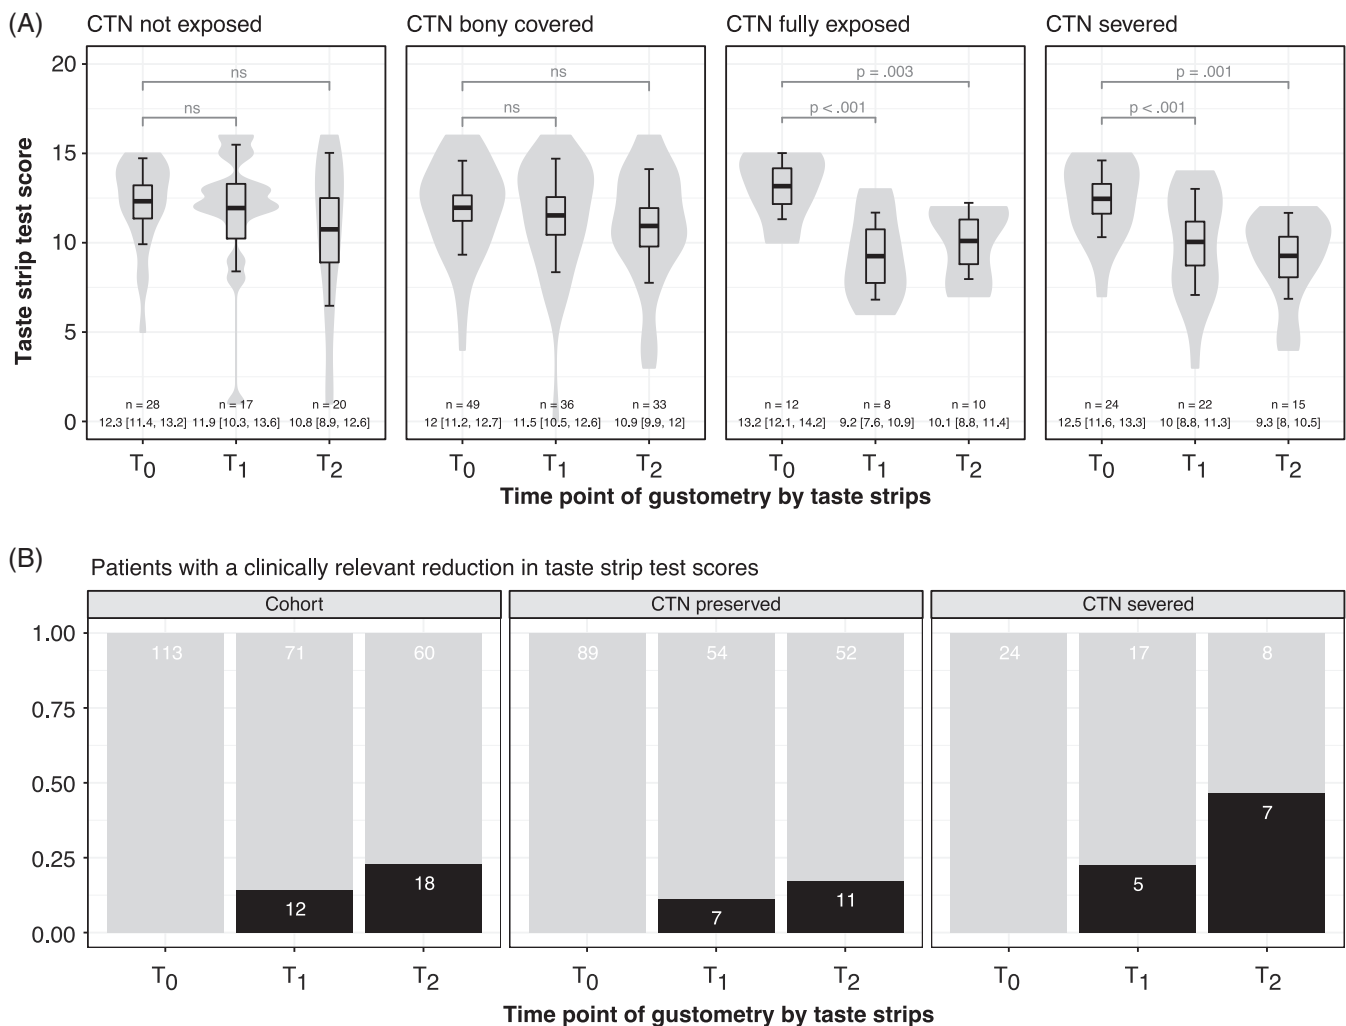 (A)
CTN not exposed
CTN bony covered
CTN fully exposed
CTN severed
Taste strip test score
20
15
10
5
0
ns
ns
n = 28
n = 17
n = 20
12.3 [11.4, 13.2]
11.9 [10.3, 13.6]
10.8 [8.9, 12.6]
T0
T1
T2
ns
ns
n = 49
n = 36
n = 33
12 [11.2, 12.7]
11.5 [10.5, 12.6]
10.9 [9.9, 12]
T0
T1
T2
p = .003
p < .001
n = 12
n = 8
n = 10
13.2 [12.1, 14.2]
9.2 [7.6, 10.9]
10.1 [8.8, 11.4]
T0
T1
T2
p = .001
p < .001
n = 24
n = 22
n = 15
12.5 [11.6, 13.3]
10 [8.8, 11.3]
9.3 [8, 10.5]
T0
T1
T2
Time point of gustometry by taste strips
(B)
Patients with a clinically relevant reduction in taste strip test scores
Cohort
CTN preserved
CTN severed
1.00
0.75
0.50
0.25
0.00
113
71
60
12
18
T0
T1
T2
89
54
52
7
11
T0
T1
T2
24
17
8
5
7
T0
T1
T2
Time point of gustometry by taste strips